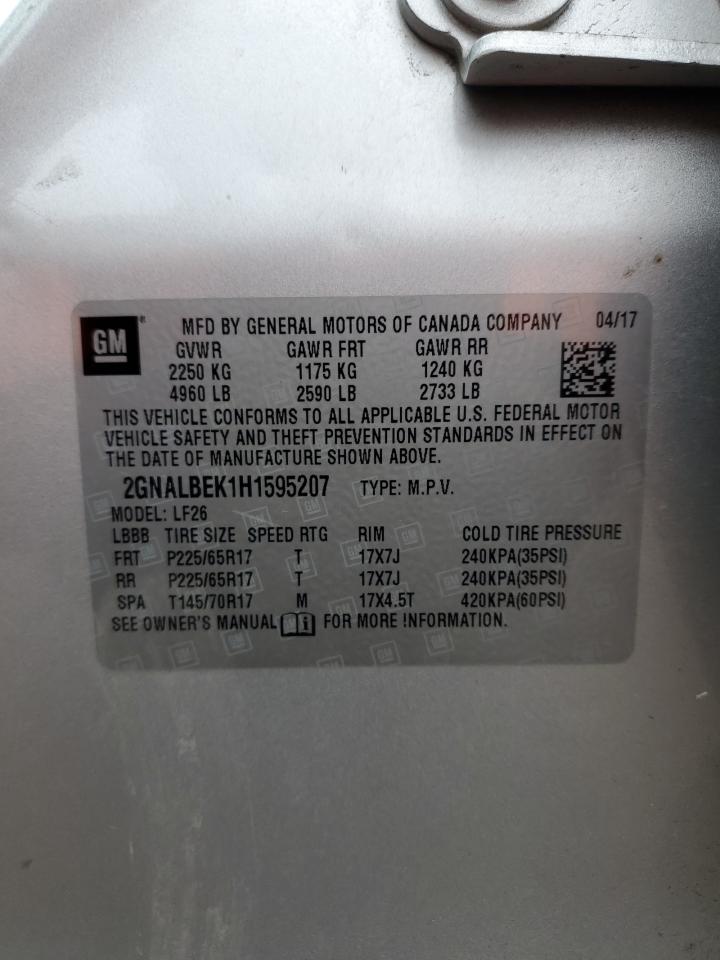 GM® MFD BY GENERAL MOTORS OF CANADA COMPANY 04/17
GVWR GAWR FRT GAWR RR
2250 KG 1175 KG 1240 KG
4960 LB 2590 LB 2733 LB
THIS VEHICLE CONFORMS TO ALL APPLICABLE U.S. FEDERAL MOTOR
VEHICLE SAFETY AND THEFT PREVENTION STANDARDS IN EFFECT ON
THE DATE OF MANUFACTURE SHOWN ABOVE.
2GNALBEK1H1595207 TYPE: M.P.V.
MODEL: LF26
LBBB TIRE SIZE SPEED RTG RIM COLD TIRE PRESSURE
FRT P225/65R17 T 17X7J 240KPA(35PSI)
RR P225/65R17 T 17X7J 240KPA(35PSI)
SPA T145/70R17 M 17X4.5T 420KPA(60PSI)
SEE OWNER'S MANUAL i FOR MORE INFORMATION.